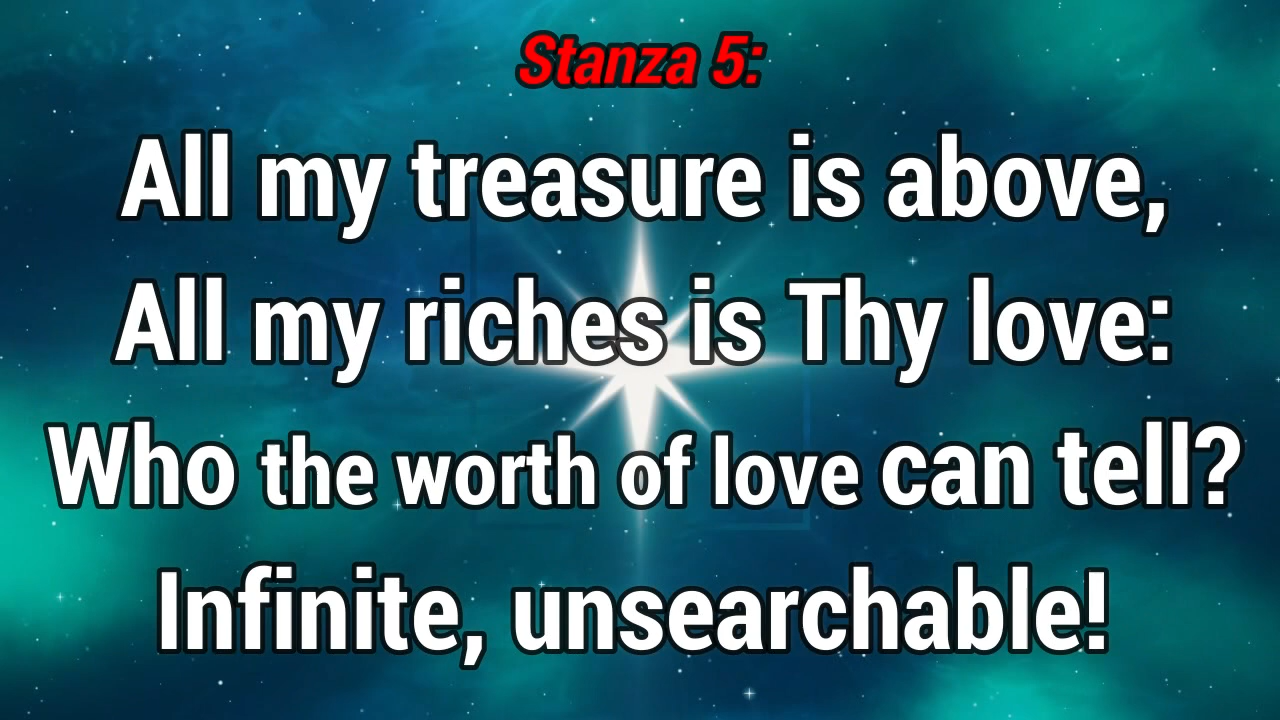 Stanza 5:
All my treasure is above,
All my riches is Thy love:
Who the worth of love can tell?
Infinite, unsearchable!